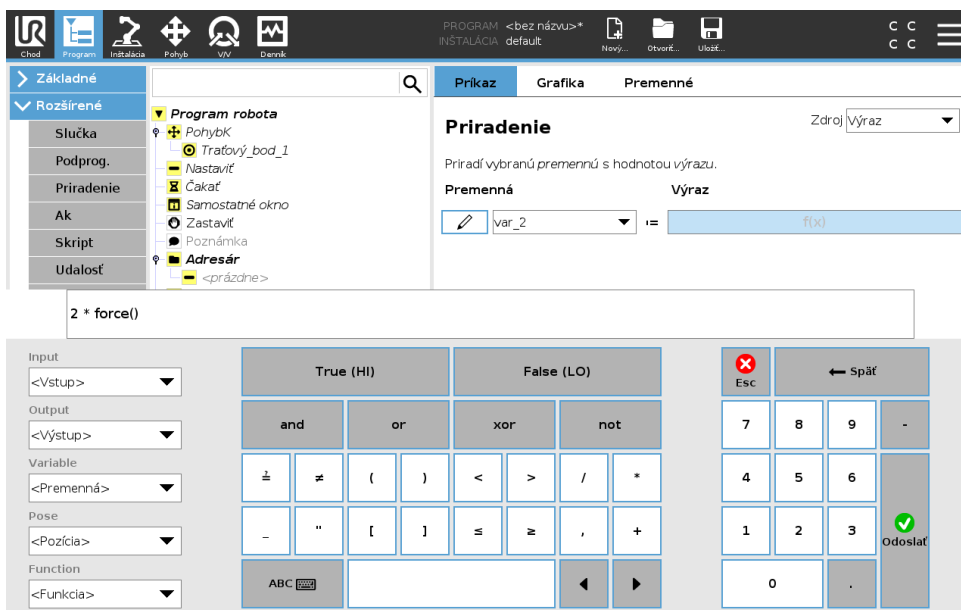 PROGRAM <bez názvu>*
INŠTALÁCIA default
Chod Program Inštalácia Pohyb V/V Denník Nový... Otvoriť... Uložiť...
C C
C C
Základné
Rozšírené
Slučka
Podprog.
Priradenie
Ak
Skript
Udalosť
Program robota
PohybK
Traťový_bod_1
Nastaviť
Čakať
Samostatné okno
Zastaviť
Poznámka
Adresár
<prázdne>
Príkaz Grafika Premenné
Priradenie
Zdroj Výraz
Priradí vybranú premennú s hodnotou výrazu.
Premenná Výraz
var_2 := f(x)
2 * force()
Input
<Vstup>
Output
<Výstup>
Variable
<Premenná>
Pose
<Pozícia>
Function
<Funkcia>
True (HI) False (LO)
and or xor not
≟ ≠ ( ) < > / *
_ " [ ] ≤ ≥ , +
ABC
Esc Späť
7 8 9 -
4 5 6
1 2 3 Odoslať
0 .